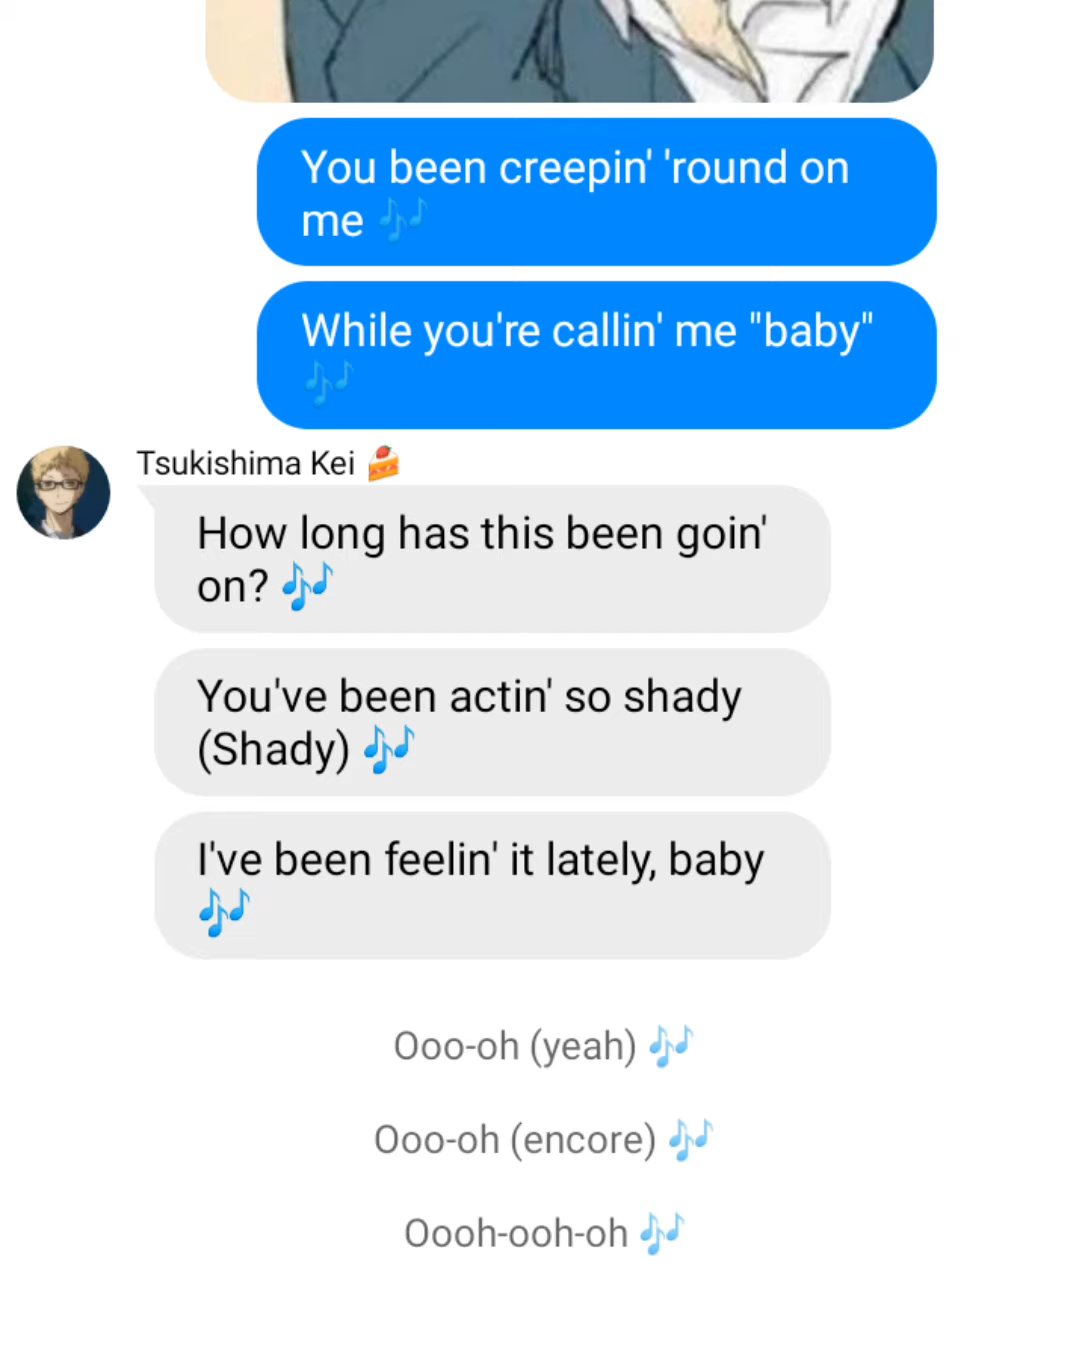 You been creepin' 'round on
me 🎶
While you're callin' me "baby"
🎶
Tsukishima Kei 🍰
How long has this been goin'
on? 🎶
You've been actin' so shady
(Shady) 🎶
I've been feelin' it lately, baby
🎶
Ooo-oh (yeah) 🎶
Ooo-oh (encore) 🎶
Oooh-ooh-oh 🎶